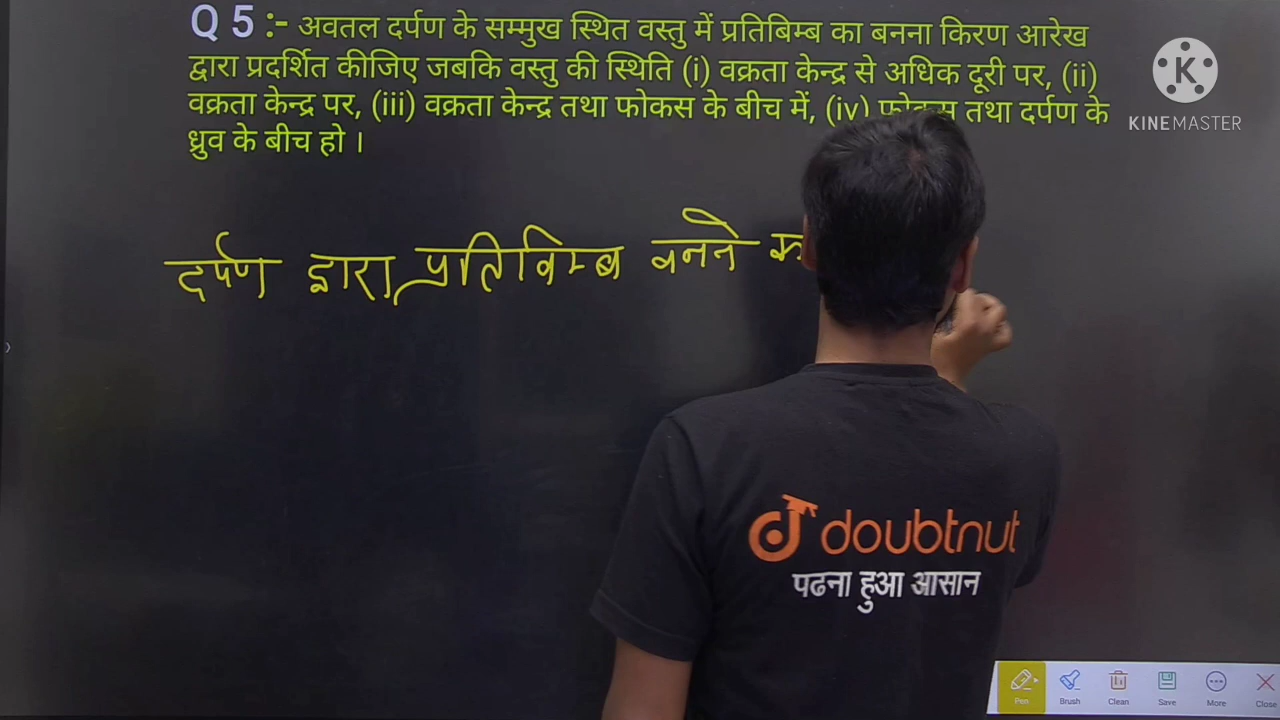 Q 5 :- अवतल दर्पण के सम्मुख स्थित वस्तु में प्रतिबिम्ब का बनना किरण आरेख
द्वारा प्रदर्शित कीजिए जबकि वस्तु की स्थिति (i) वक्रता केन्द्र से अधिक दूरी पर, (ii)
वक्रता केन्द्र पर, (iii) वक्रता केन्द्र तथा फोकस के बीच में, (iv) फोकस तथा दर्पण के
ध्रुव के बीच हो ।
K
KINEMASTER
दर्पण द्वारा प्रतिबिम्ब बनने
doubtnut
पढना हुआ आसान
Pen Brush Clean Save More Close